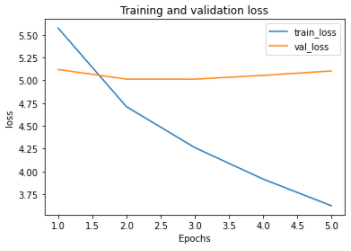 Training and validation loss
train_loss
val_loss
5.50
5.25
5.00
4.75
4.50
4.25
4.00
3.75
loss
1.0 1.5 2.0 2.5 3.0 3.5 4.0 4.5 5.0
Epochs